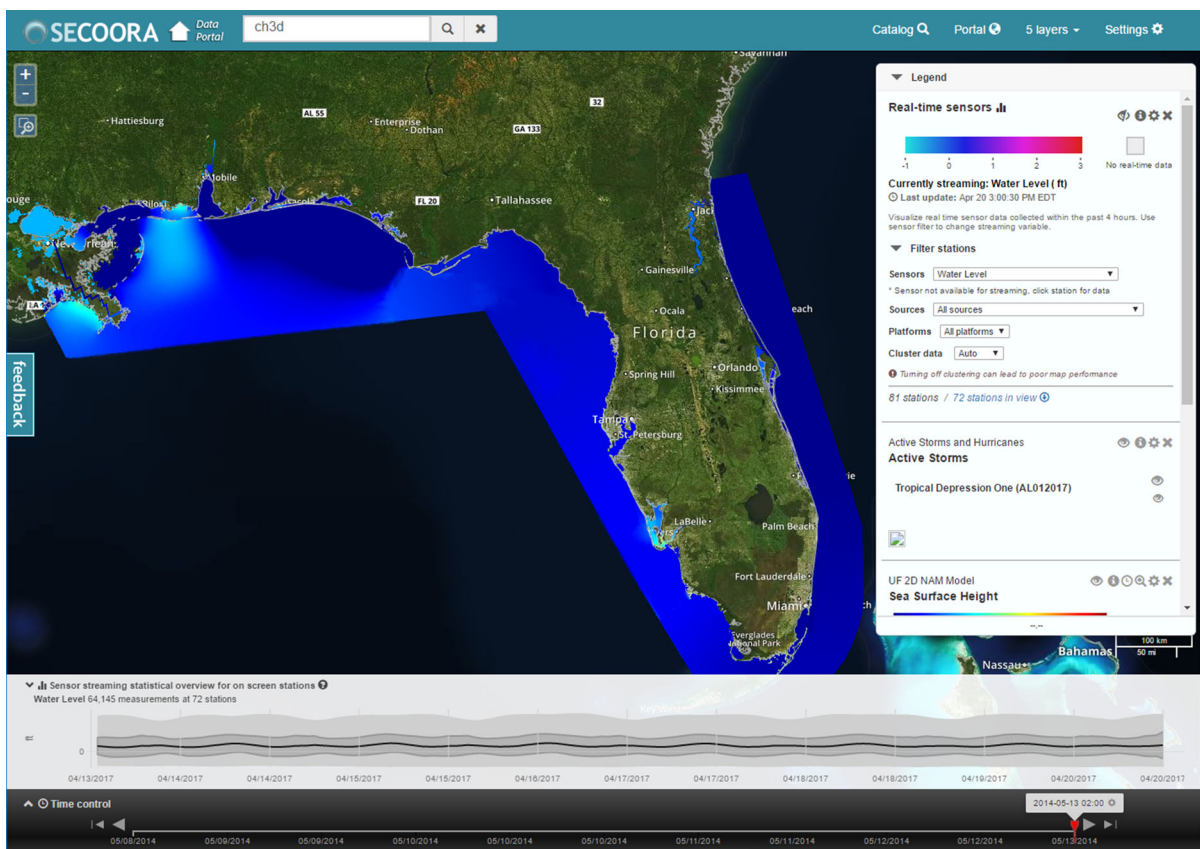 SECOORA Data Portal
ch3d
Catalog Portal 5 layers Settings
+
-
Savannah
Hattiesburg
AL 55
Enterprise
Dothan
GA 133
32
Mobile
Biloxi
FL 20
Tallahassee
ouge
New Orleans
LA 1
Jack
Gainesville
each
Ocala
Florida
Orlando
Spring Hill
Kissimmee
Tampa
St. Petersburg
ie
LaBelle
Palm Beach
Fort Lauderdale
Miami
ch
Everglades
National Park
Key West
100 km
50 mi
Bahamas
Nassau
feedback
Legend
Real-time sensors
-1 0 1 2 3
No real-time data
Currently streaming: Water Level ( ft)
Last update: Apr 20 3:00:30 PM EDT
Visualize real time sensor data collected within the past 4 hours. Use
sensor filter to change streaming variable.
Filter stations
Sensors Water Level
* Sensor not available for streaming, click station for data
Sources All sources
Platforms All platforms
Cluster data Auto
Turning off clustering can lead to poor map performance
81 stations / 72 stations in view
Active Storms and Hurricanes
Active Storms
Tropical Depression One (AL012017)
UF 2D NAM Model
Sea Surface Height
--.--
Sensor streaming statistical overview for on screen stations
Water Level 64,145 measurements at 72 stations
ft
0
04/13/2017 04/14/2017 04/14/2017 04/15/2017 04/15/2017 04/16/2017 04/17/2017 04/17/2017 04/18/2017 04/18/2017 04/19/2017 04/20/2017 04/20/2017
Time control
2014-05-13 02:00
05/08/2014 05/09/2014 05/09/2014 05/10/2014 05/10/2014 05/10/2014 05/11/2014 05/11/2014 05/12/2014 05/12/2014 05/13/2014